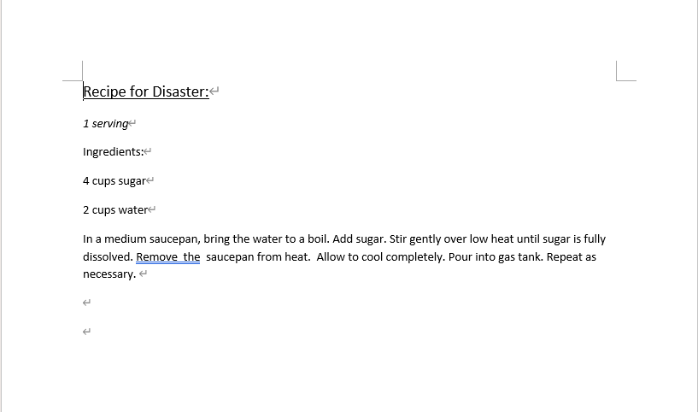 Recipe for Disaster:
1 serving
Ingredients:
4 cups sugar
2 cups water
In a medium saucepan, bring the water to a boil. Add sugar. Stir gently over low heat until sugar is fully
dissolved. Remove  the  saucepan from heat.  Allow to cool completely. Pour into gas tank. Repeat as
necessary.